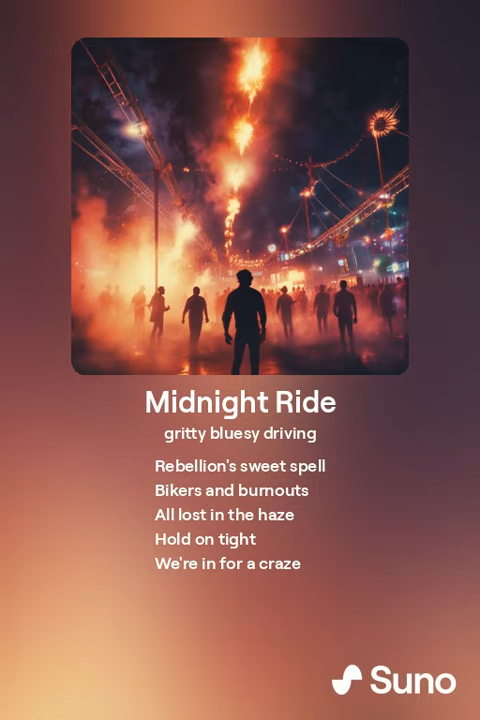 Midnight Ride
gritty bluesy driving
Rebellion's sweet spell
Bikers and burnouts
All lost in the haze
Hold on tight
We're in for a craze
Suno